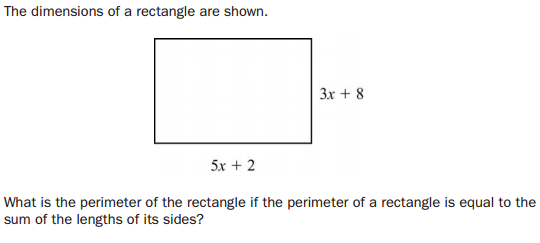 The dimensions of a rectangle are shown.
3x + 8
5x + 2
What is the perimeter of the rectangle if the perimeter of a rectangle is equal to the
sum of the lengths of its sides?